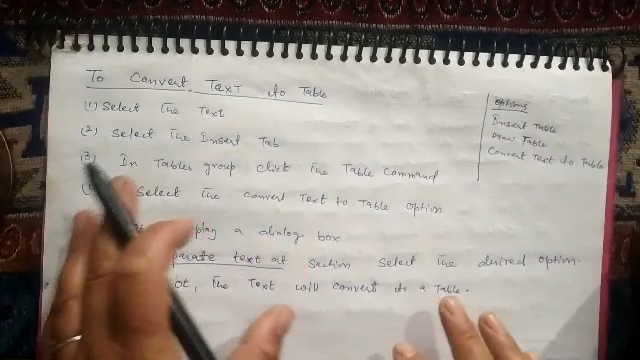 To Convert Text to Table
(1) Select the Text
(2) Select the Insert Tab
(3) In Tables group click the Table command
Select the convert Text to Table option
a dialog box
text at section select the desired option
the Text will convert to a Table.
Options
Insert Table
Draw Table
Convert Text to Table